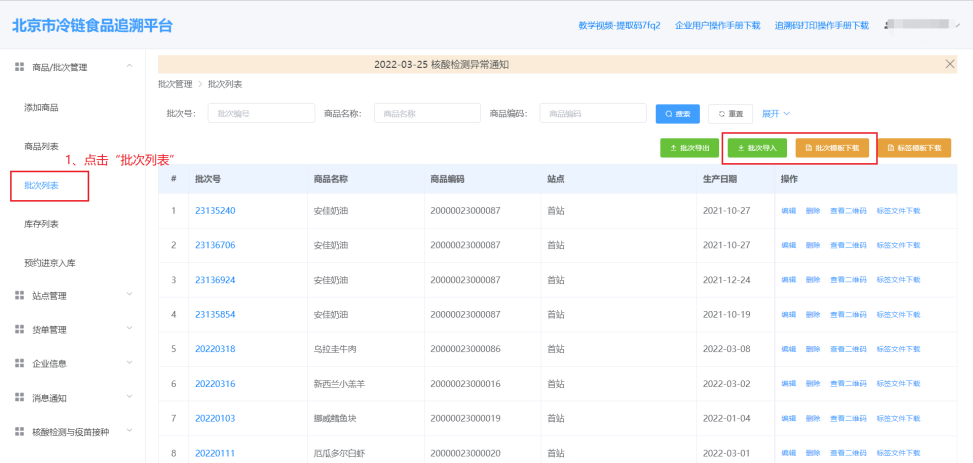 北京市冷链食品追溯平台
教学视频-提取码7fq2 企业用户操作手册下载 追溯码打印操作手册下载
商品/批次管理
添加商品
商品列表
1、点击“批次列表”
批次列表
库存列表
预约进京入库
站点管理
货单管理
企业信息
消息通知
核酸检测与疫苗接种
2022-03-25 核酸检测异常通知
批次管理 > 批次列表
批次号: 批次编号 商品名称: 商品名称 商品编码: 商品编码 搜索 重置 展开
批次导出 批次导入 批次模板下载 标签模板下载
# 批次号 商品名称 商品编码 站点 生产日期 操作
1 23135240 安佳奶油 20000023000087 首站 2021-10-27 编辑 删除 查看二维码 标签文件下载
2 23136706 安佳奶油 20000023000087 首站 2021-10-27 编辑 删除 查看二维码 标签文件下载
3 23136924 安佳奶油 20000023000087 首站 2021-12-24 编辑 删除 查看二维码 标签文件下载
4 23135854 安佳奶油 20000023000087 首站 2021-10-19 编辑 删除 查看二维码 标签文件下载
5 20220318 乌拉圭牛肉 20000023000086 首站 2022-03-08 编辑 删除 查看二维码 标签文件下载
6 20220316 新西兰小羔羊 20000023000016 首站 2022-03-02 编辑 删除 查看二维码 标签文件下载
7 20220103 挪威鳕鱼块 20000023000019 首站 2022-01-04 编辑 删除 查看二维码 标签文件下载
8 20220111 厄瓜多尔白虾 20000023000020 首站 2022-03-01 编辑 删除 查看二维码 标签文件下载